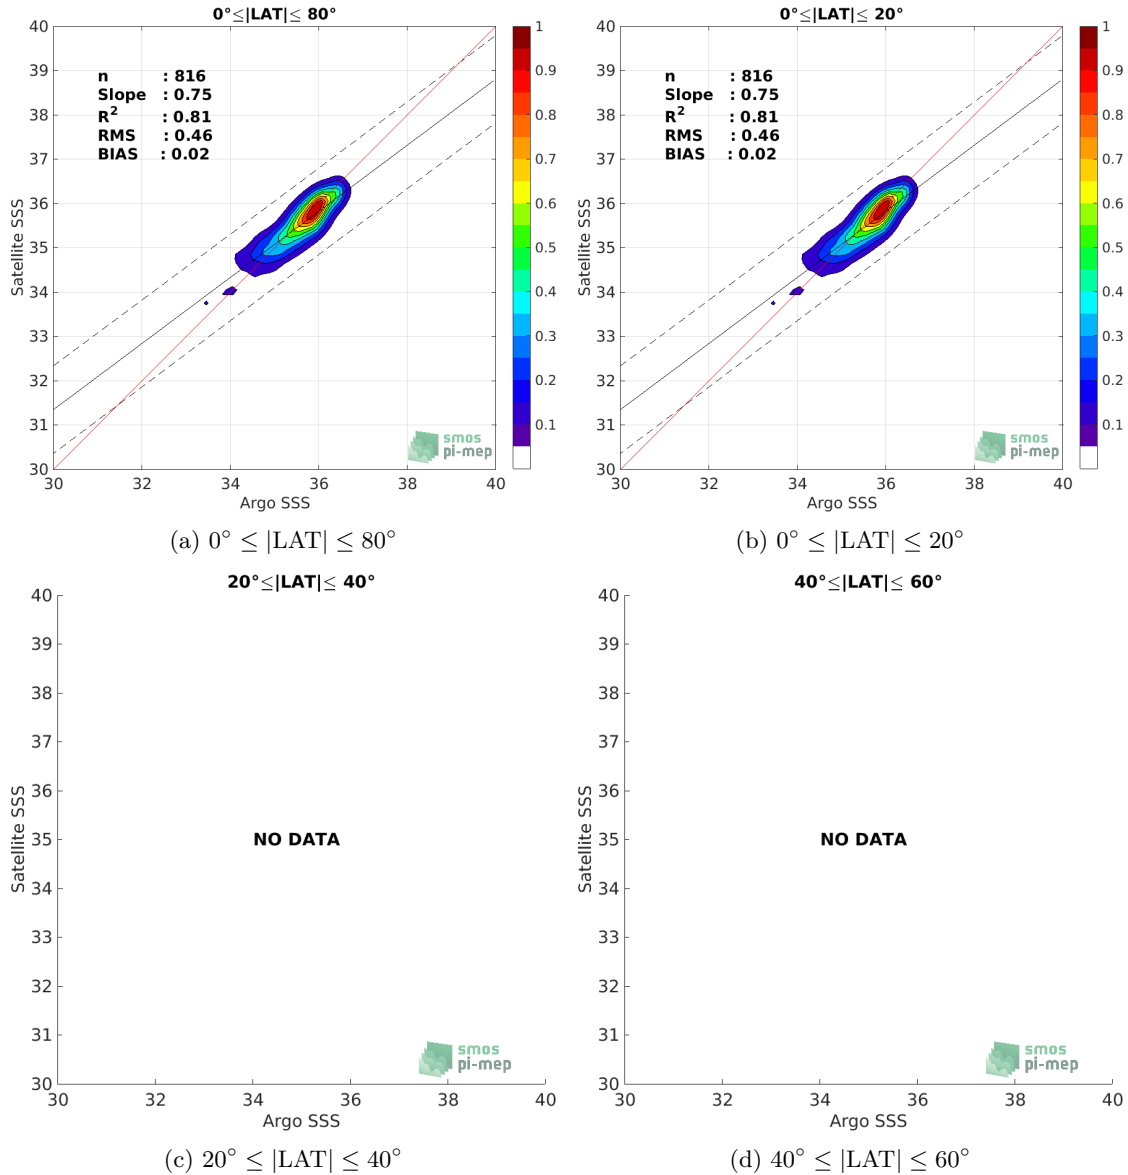 0°≤|LAT|≤ 80°
40
39
38
37
36
35
34
33
32
31
30
Satellite SSS
n : 816
Slope : 0.75
R² : 0.81
RMS : 0.46
BIAS : 0.02
smos
pi-mep
30 32 34 36 38 40
Argo SSS
1
0.9
0.8
0.7
0.6
0.5
0.4
0.3
0.2
0.1
(a) 0° ≤ |LAT| ≤ 80°
0°≤|LAT|≤ 20°
40
39
38
37
36
35
34
33
32
31
30
Satellite SSS
n : 816
Slope : 0.75
R² : 0.81
RMS : 0.46
BIAS : 0.02
smos
pi-mep
30 32 34 36 38 40
Argo SSS
1
0.9
0.8
0.7
0.6
0.5
0.4
0.3
0.2
0.1
(b) 0° ≤ |LAT| ≤ 20°
20°≤|LAT|≤ 40°
40
39
38
37
36
35
34
33
32
31
30
Satellite SSS
NO DATA
smos
pi-mep
30 32 34 36 38 40
Argo SSS
(c) 20° ≤ |LAT| ≤ 40°
40°≤|LAT|≤ 60°
40
39
38
37
36
35
34
33
32
31
30
Satellite SSS
NO DATA
smos
pi-mep
30 32 34 36 38 40
Argo SSS
(d) 40° ≤ |LAT| ≤ 60°